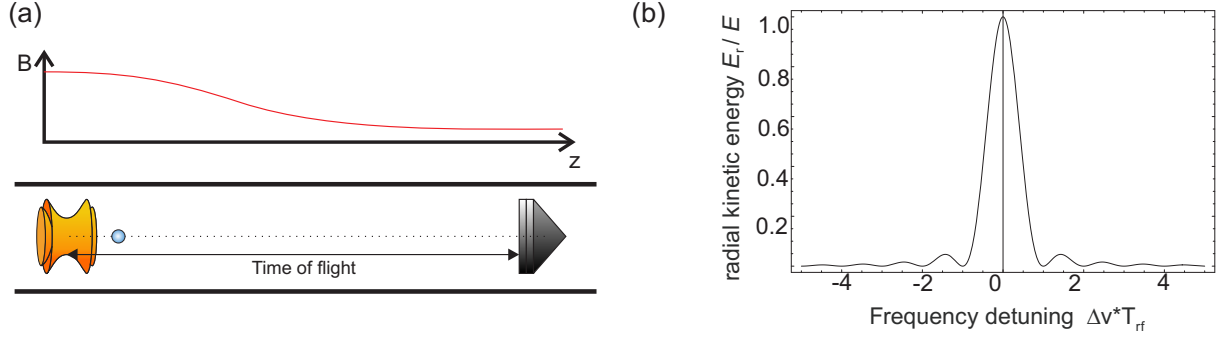 (a)
B
z
Time of flight
(b)
radial kinetic energy E_r / E
1.0
0.8
0.6
0.4
0.2
-4
-2
0
2
4
Frequency detuning Δν*T_rf